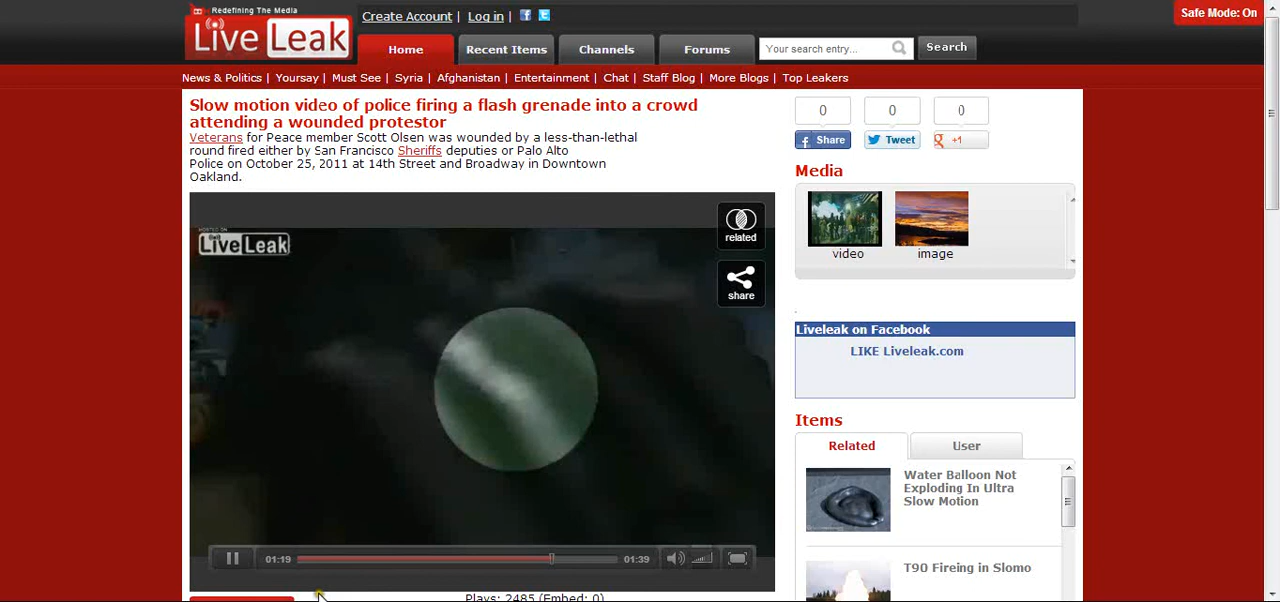 Redefining The Media
Live Leak
Create Account | Log in |
Safe Mode: On
Home
Recent Items
Channels
Forums
Your search entry...
Search
News & Politics | Yoursay | Must See | Syria | Afghanistan | Entertainment | Chat | Staff Blog | More Blogs | Top Leakers
Slow motion video of police firing a flash grenade into a crowd
attending a wounded protestor
Veterans for Peace member Scott Olsen was wounded by a less-than-lethal
round fired either by San Francisco Sheriffs deputies or Palo Alto
Police on October 25, 2011 at 14th Street and Broadway in Downtown
Oakland.
0
0
0
Share
Tweet
+1
Media
video
image
HOSTED ON
LiveLeak
related
share
01:19
01:39
Plays: 2485 (Embed: 0)
Liveleak on Facebook
LIKE Liveleak.com
Items
Related
User
Water Balloon Not
Exploding In Ultra
Slow Motion
T90 Fireing in Slomo